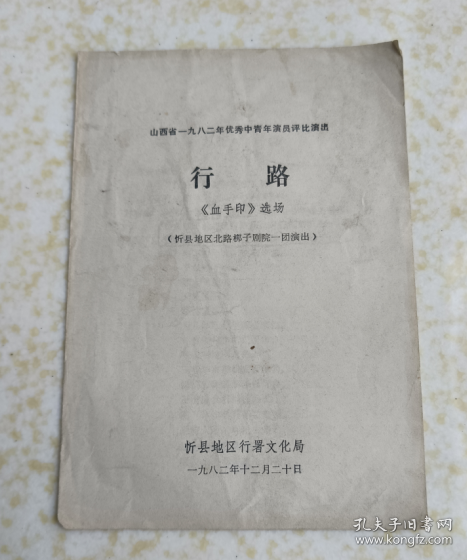 山西省一九八二年优秀中青年演员评比演出
行 路
《血手印》选场
（忻县地区北路梆子剧院一团演出）
忻县地区行署文化局
一九八二年十二月二十日
孔夫子旧书网
www.kongfz.com